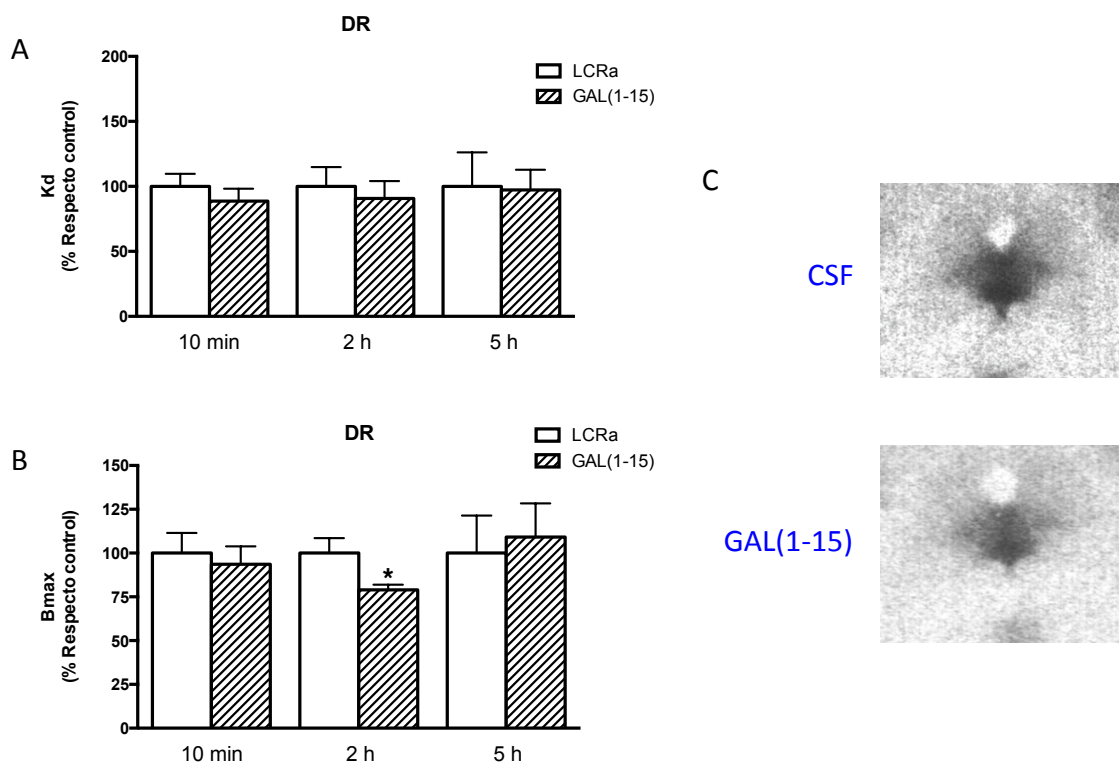 A
DR
200
150
100
50
0
Kd
(% Respecto control)
LCRa
GAL(1-15)
10 min
2 h
5 h
B
DR
150
125
100
75
50
25
0
Bmax
(% Respecto control)
LCRa
GAL(1-15)
*
10 min
2 h
5 h
C
CSF
GAL(1-15)